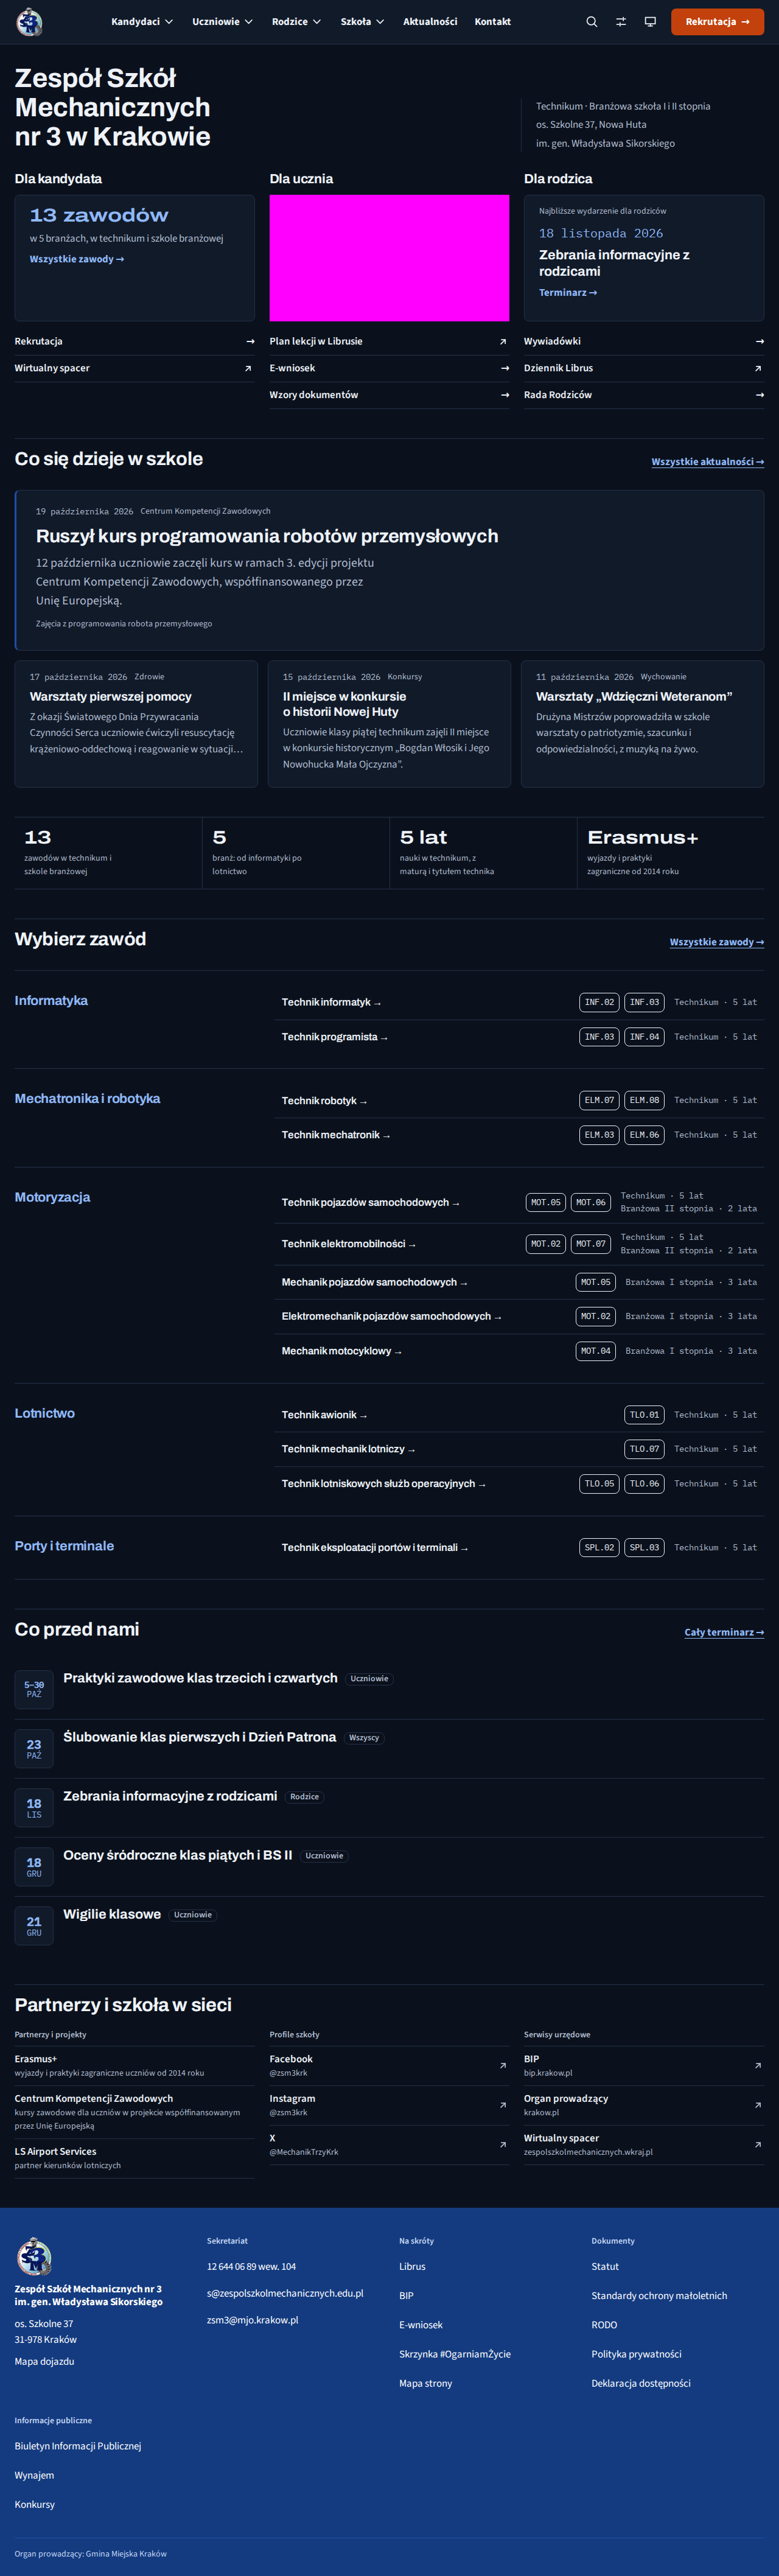 Kandydaci Uczniowie Rodzice Szkoła Aktualności Kontakt Rekrutacja →
Zespół Szkół
Mechanicznych
nr 3 w Krakowie
Technikum · Branżowa szkoła I i II stopnia
os. Szkolne 37, Nowa Huta
im. gen. Władysława Sikorskiego
Dla kandydata
13 zawodów
w 5 branżach, w technikum i szkole branżowej
Wszystkie zawody →
Rekrutacja →
Wirtualny spacer ↗
Dla ucznia
Plan lekcji w Librusie ↗
E-wniosek →
Wzory dokumentów →
Dla rodzica
Najbliższe wydarzenie dla rodziców
18 listopada 2026
Zebrania informacyjne z
rodzicami
Terminarz →
Wywiadówki →
Dziennik Librus ↗
Rada Rodziców →
Co się dzieje w szkole
Wszystkie aktualności →
19 października 2026 Centrum Kompetencji Zawodowych
Ruszył kurs programowania robotów przemysłowych
12 października uczniowie zaczęli kurs w ramach 3. edycji projektu
Centrum Kompetencji Zawodowych, współfinansowanego przez
Unię Europejską.
Zajęcia z programowania robota przemysłowego
17 października 2026 Zdrowie
Warsztaty pierwszej pomocy
Z okazji Światowego Dnia Przywracania
Czynności Serca uczniowie ćwiczyli resuscytację
krążeniowo-oddechową i reagowanie w sytuacji…
15 października 2026 Konkursy
II miejsce w konkursie
o historii Nowej Huty
Uczniowie klasy piątej technikum zajęli II miejsce
w konkursie historycznym „Bogdan Włosik i Jego
Nowohucka Mała Ojczyzna”.
11 października 2026 Wychowanie
Warsztaty „Wdzięczni Weteranom”
Drużyna Mistrzów poprowadziła w szkole
warsztaty o patriotyzmie, szacunku i
odpowiedzialności, z muzyką na żywo.
13
zawodów w technikum i
szkole branżowej
5
branż: od informatyki po
lotnictwo
5 lat
nauki w technikum, z
maturą i tytułem technika
Erasmus+
wyjazdy i praktyki
zagraniczne od 2014 roku
Wybierz zawód
Wszystkie zawody →
Informatyka
Technik informatyk → INF.02 INF.03 Technikum · 5 lat
Technik programista → INF.03 INF.04 Technikum · 5 lat
Mechatronika i robotyka
Technik robotyk → ELM.07 ELM.08 Technikum · 5 lat
Technik mechatronik → ELM.03 ELM.06 Technikum · 5 lat
Motoryzacja
Technik pojazdów samochodowych → MOT.05 MOT.06 Technikum · 5 lat
Branżowa II stopnia · 2 lata
Technik elektromobilności → MOT.02 MOT.07 Technikum · 5 lat
Branżowa II stopnia · 2 lata
Mechanik pojazdów samochodowych → MOT.05 Branżowa I stopnia · 3 lata
Elektromechanik pojazdów samochodowych → MOT.02 Branżowa I stopnia · 3 lata
Mechanik motocyklowy → MOT.04 Branżowa I stopnia · 3 lata
Lotnictwo
Technik awionik → TLO.01 Technikum · 5 lat
Technik mechanik lotniczy → TLO.07 Technikum · 5 lat
Technik lotniskowych służb operacyjnych → TLO.05 TLO.06 Technikum · 5 lat
Porty i terminale
Technik eksploatacji portów i terminali → SPL.02 SPL.03 Technikum · 5 lat
Co przed nami
Cały terminarz →
5–30
PAŹ
Praktyki zawodowe klas trzecich i czwartych Uczniowie
23
PAŹ
Ślubowanie klas pierwszych i Dzień Patrona Wszyscy
18
LIS
Zebrania informacyjne z rodzicami Rodzice
18
GRU
Oceny śródroczne klas piątych i BS II Uczniowie
21
GRU
Wigilie klasowe Uczniowie
Partnerzy i szkoła w sieci
Partnerzy i projekty
Erasmus+
wyjazdy i praktyki zagraniczne uczniów od 2014 roku
Centrum Kompetencji Zawodowych
kursy zawodowe dla uczniów w projekcie współfinansowanym
przez Unię Europejską
LS Airport Services
partner kierunków lotniczych
Profile szkoły
Facebook ↗
@zsm3krk
Instagram ↗
@zsm3krk
X ↗
@MechanikTrzyKrk
Serwisy urzędowe
BIP ↗
bip.krakow.pl
Organ prowadzący ↗
krakow.pl
Wirtualny spacer ↗
zespolszkolmechanicznych.wkraj.pl
Zespół Szkół Mechanicznych nr 3
im. gen. Władysława Sikorskiego
os. Szkolne 37
31-978 Kraków
Mapa dojazdu
Sekretariat
12 644 06 89 wew. 104
s@zespolszkolmechanicznych.edu.pl
zsm3@mjo.krakow.pl
Na skróty
Librus
BIP
E-wniosek
Skrzynka #OgarniamŻycie
Mapa strony
Dokumenty
Statut
Standardy ochrony małoletnich
RODO
Polityka prywatności
Deklaracja dostępności
Informacje publiczne
Biuletyn Informacji Publicznej
Wynajem
Konkursy
Organ prowadzący: Gmina Miejska Kraków